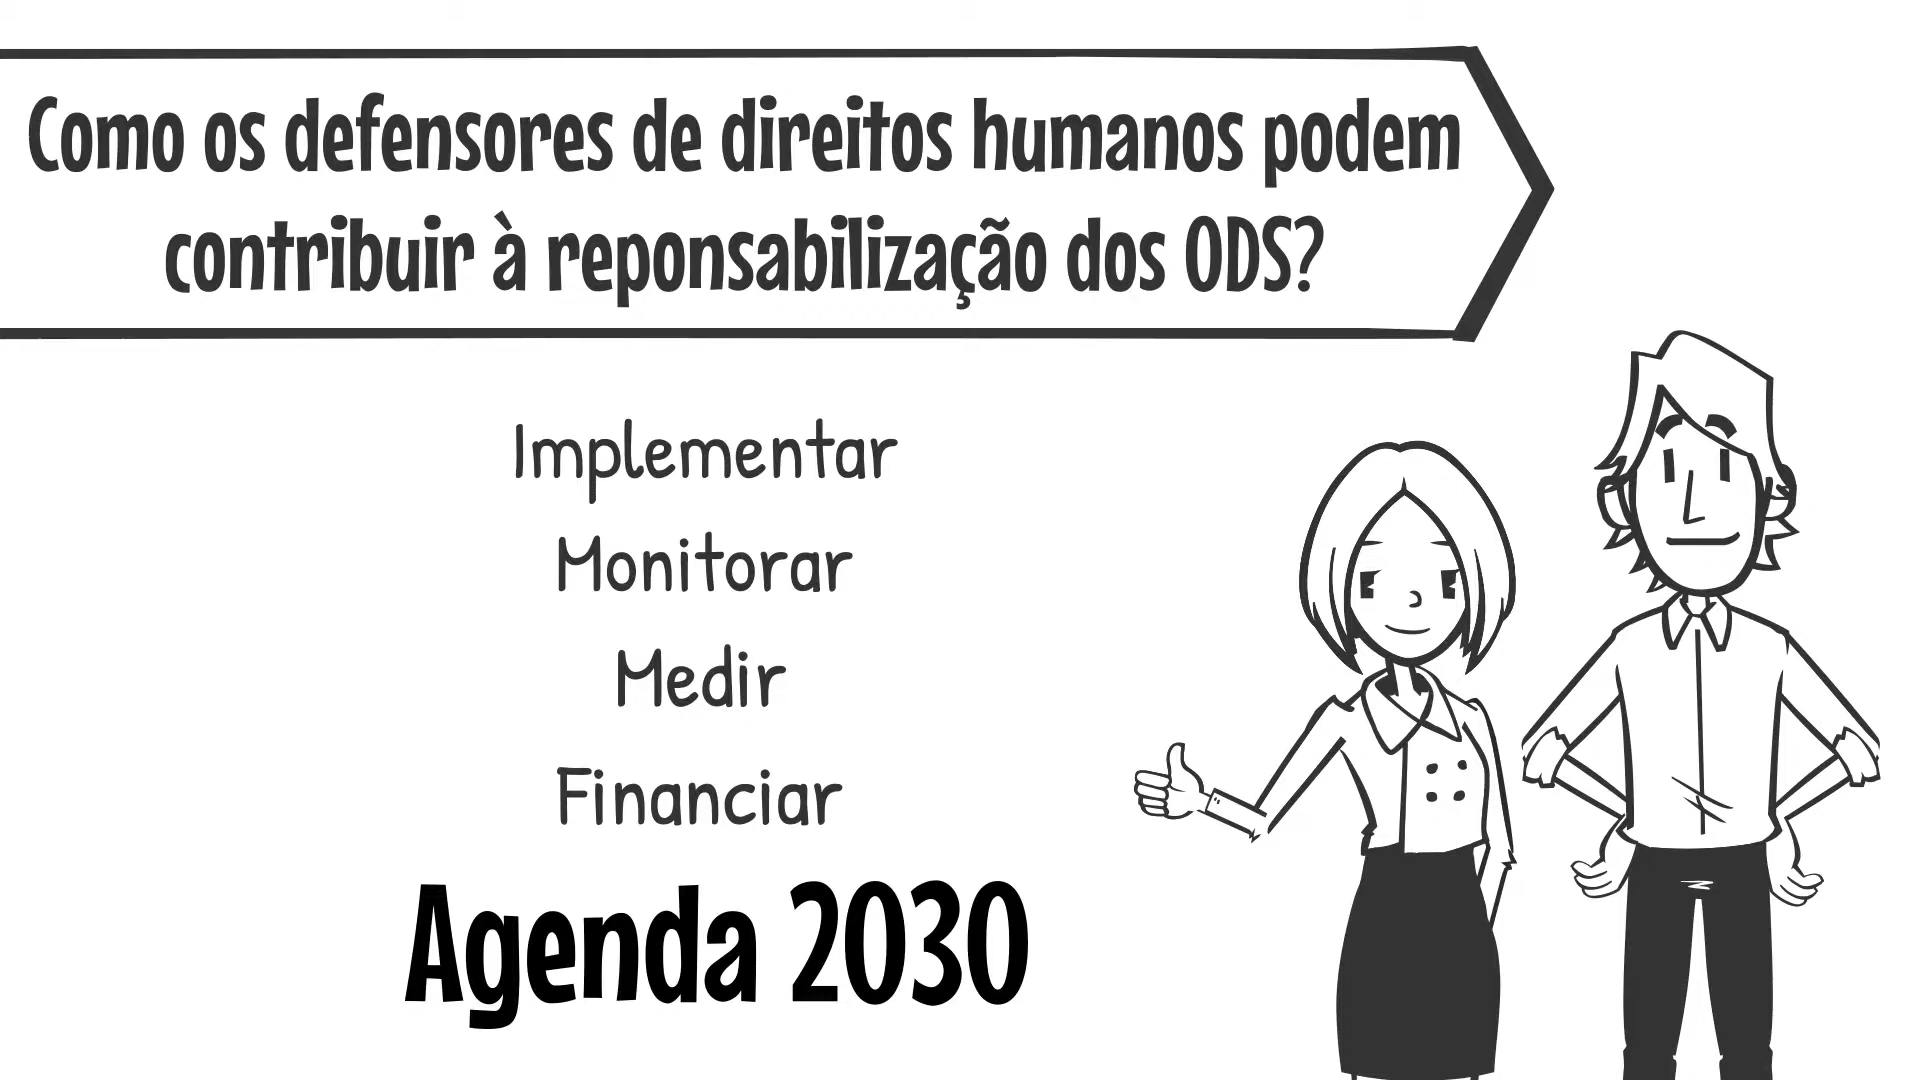 Como os defensores de direitos humanos podem
contribuir à reponsabilização dos ODS?
Implementar
Monitorar
Medir
Financiar
Agenda 2030